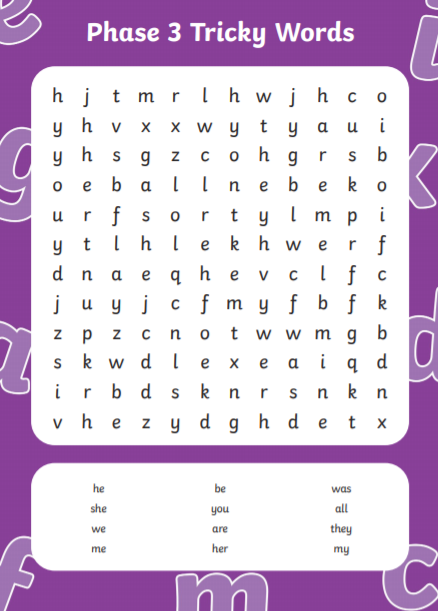 Phase 3 Tricky Words
h j t m r l h w j h c o
y h v x x w y t y a u i
y h s g z c o h g r s b
o e b a l l n e b e k o
u r f s o r t y l m p i
y t l h l e k h w e r f
d n a e q h e v c l f c
j u y j c f m y f b f k
z p z c n o t w w m g b
s k w d l e x e a i q d
i r b d s k n r s n k n
v h e z y d g h d e t x
he be was
she you all
we are they
me her my